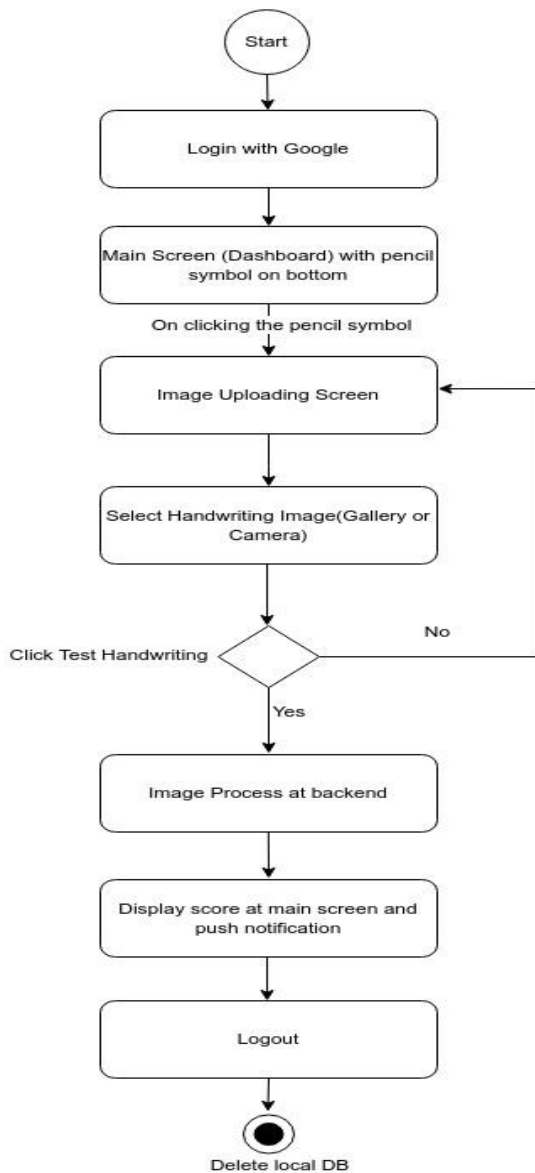 Start
Login with Google
Main Screen (Dashboard) with pencil
symbol on bottom
On clicking the pencil symbol
Image Uploading Screen
Select Handwriting Image(Gallery or
Camera)
Click Test Handwriting
No
Yes
Image Process at backend
Display score at main screen and
push notification
Logout
Delete local DB